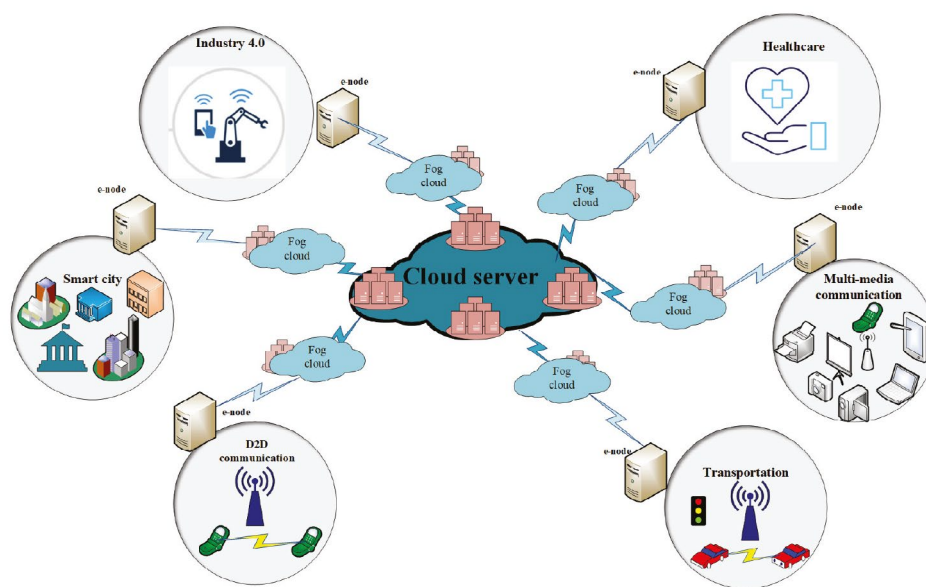 Industry 4.0
e-node
Healthcare
e-node
Fog
cloud
Fog
cloud
e-node
e-node
Fog
cloud
Smart city
Cloud server
Fog
cloud
Multi-media
communication
Fog
cloud
Fog
cloud
e-node
D2D
communication
e-node
Transportation